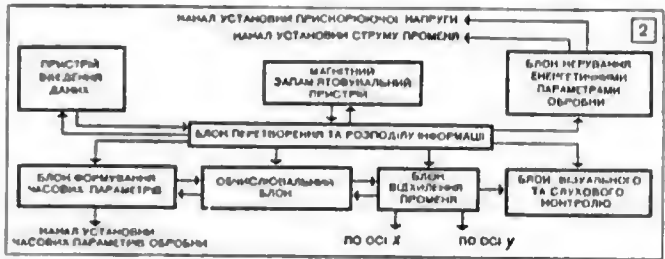 КАНАЛ УСТАНОВКИ ПРИСКОРЮЮЧОЇ НАПРУГИ
2
КАНАЛ УСТАНОВКИ СТРУМУ ПРОМЕНЯ
ПРИСТРІЙ
ВВЕДЕННЯ
ДАНИХ
МАГНІТНИЙ
ЗАПАМ'ЯТОВУВАЛЬНИЙ
ПРИСТРІЙ
БЛОК КЕРУВАННЯ
ЕНЕРГЕТИЧНИМИ
ПАРАМЕТРАМИ
ОБРОБКИ
БЛОК ПЕРЕТВОРЕННЯ ТА РОЗПОДІЛУ ІНФОРМАЦІЇ
БЛОК ФОРМУВАННЯ
ЧАСОВИХ ПАРАМЕТРІВ
ОБЧИСЛЮВАЛЬНИЙ
БЛОК
БЛОК
ВІДХИЛЕННЯ
ПРОМЕНЯ
БЛОК ВІЗУАЛЬНОГО
ТА СЛУХОВОГО
КОНТРОЛЮ
КАНАЛ УСТАНОВКИ
ЧАСОВИХ ПАРАМЕТРІВ ОБРОБКИ
ПО ОСІ X
ПО ОСІ y